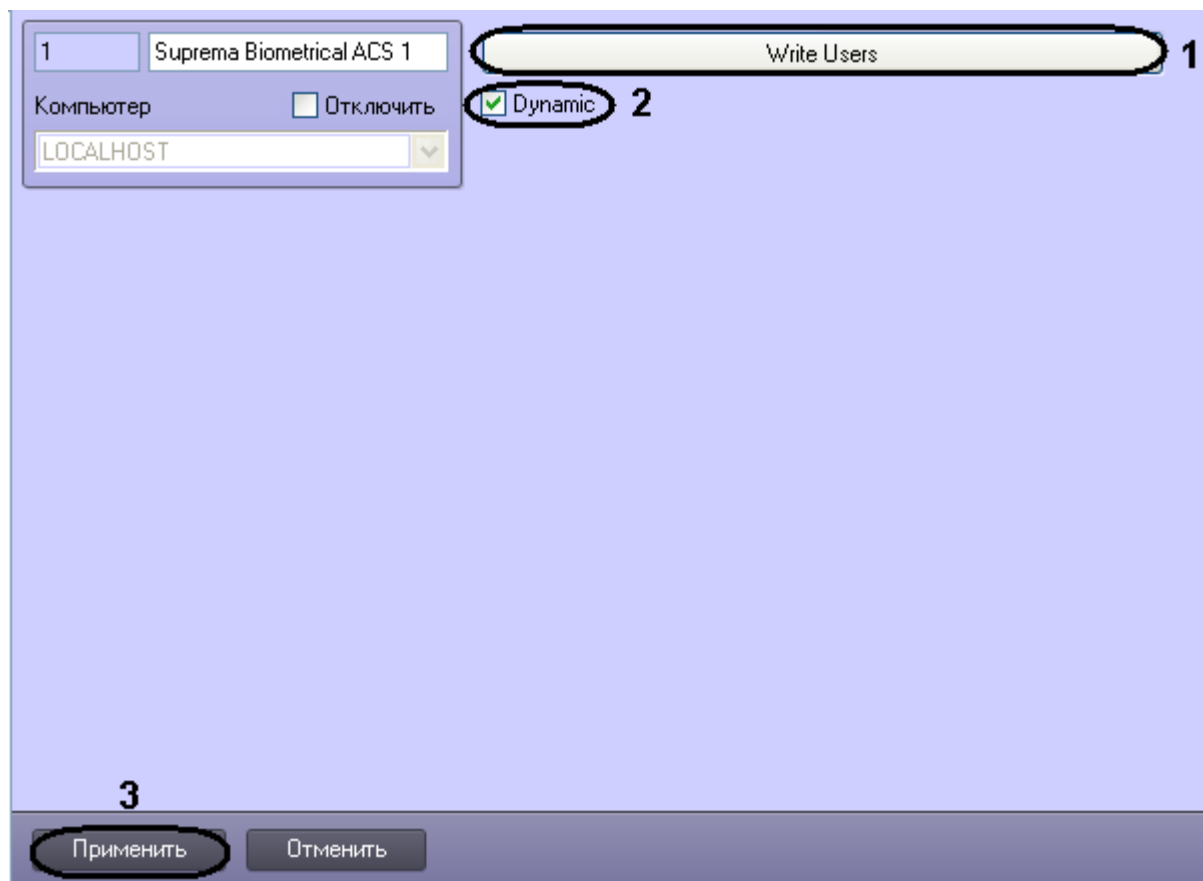 1 Suprema Biometrical ACS 1 Write Users 1
Компьютер Отключить Dynamic 2
LOCALHOST
3
Применить Отменить